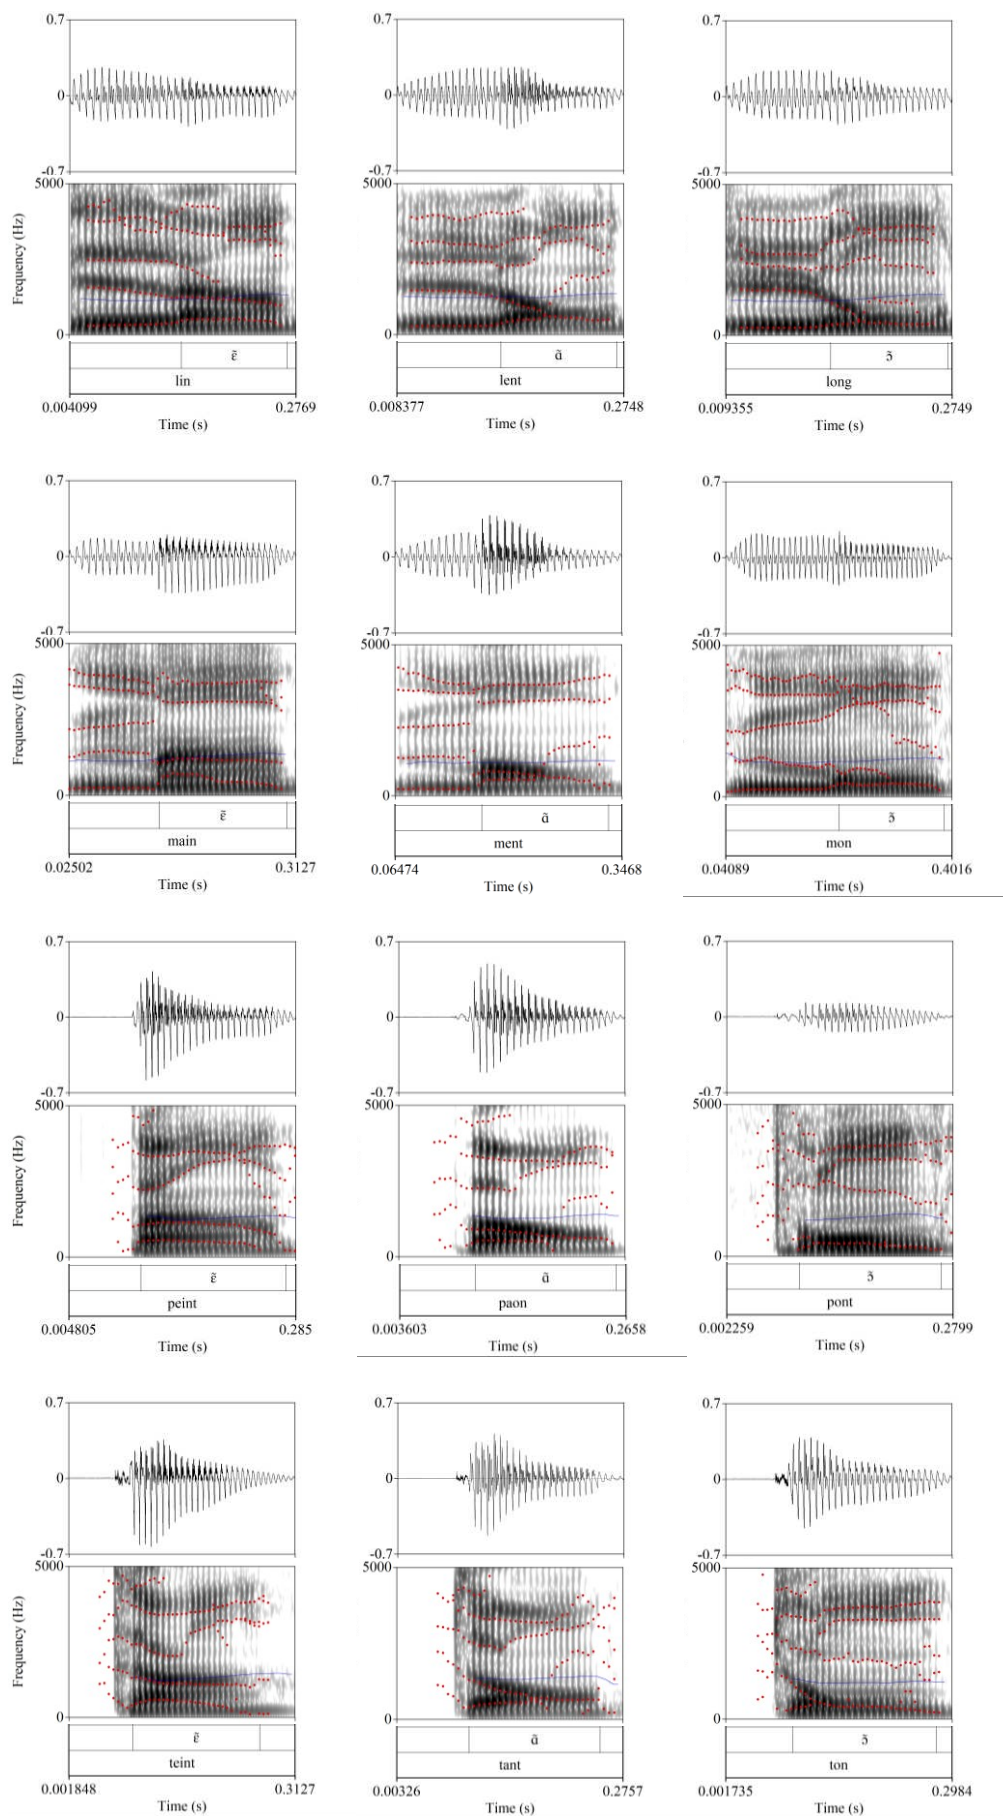 0.7 0.7 0.7
0 0 0
-0.7 -0.7 -0.7
5000 5000 5000
Frequency (Hz)
0 0 0
ɛ̃ ɑ̃ ɔ̃
lin lent long
0.004099 0.2769 0.008377 0.2748 0.009355 0.2749
Time (s) Time (s) Time (s)
0.7 0.7 0.7
0 0 0
-0.7 -0.7 -0.7
5000 5000 5000
Frequency (Hz)
0 0 0
ɛ̃ ɑ̃ ɔ̃
main ment mon
0.02502 0.3127 0.06474 0.3468 0.04089 0.4016
Time (s) Time (s) Time (s)
0.7 0.7 0.7
0 0 0
-0.7 -0.7 -0.7
5000 5000 5000
Frequency (Hz)
0 0 0
ɛ̃ ɑ̃ ɔ̃
peint paon pont
0.004805 0.285 0.003603 0.2658 0.002259 0.2799
Time (s) Time (s) Time (s)
0.7 0.7 0.7
0 0 0
-0.7 -0.7 -0.7
5000 5000 5000
Frequency (Hz)
0 0 0
ɛ̃ ɑ̃ ɔ̃
teint tant ton
0.001848 0.3127 0.00326 0.2757 0.001735 0.2984
Time (s) Time (s) Time (s)